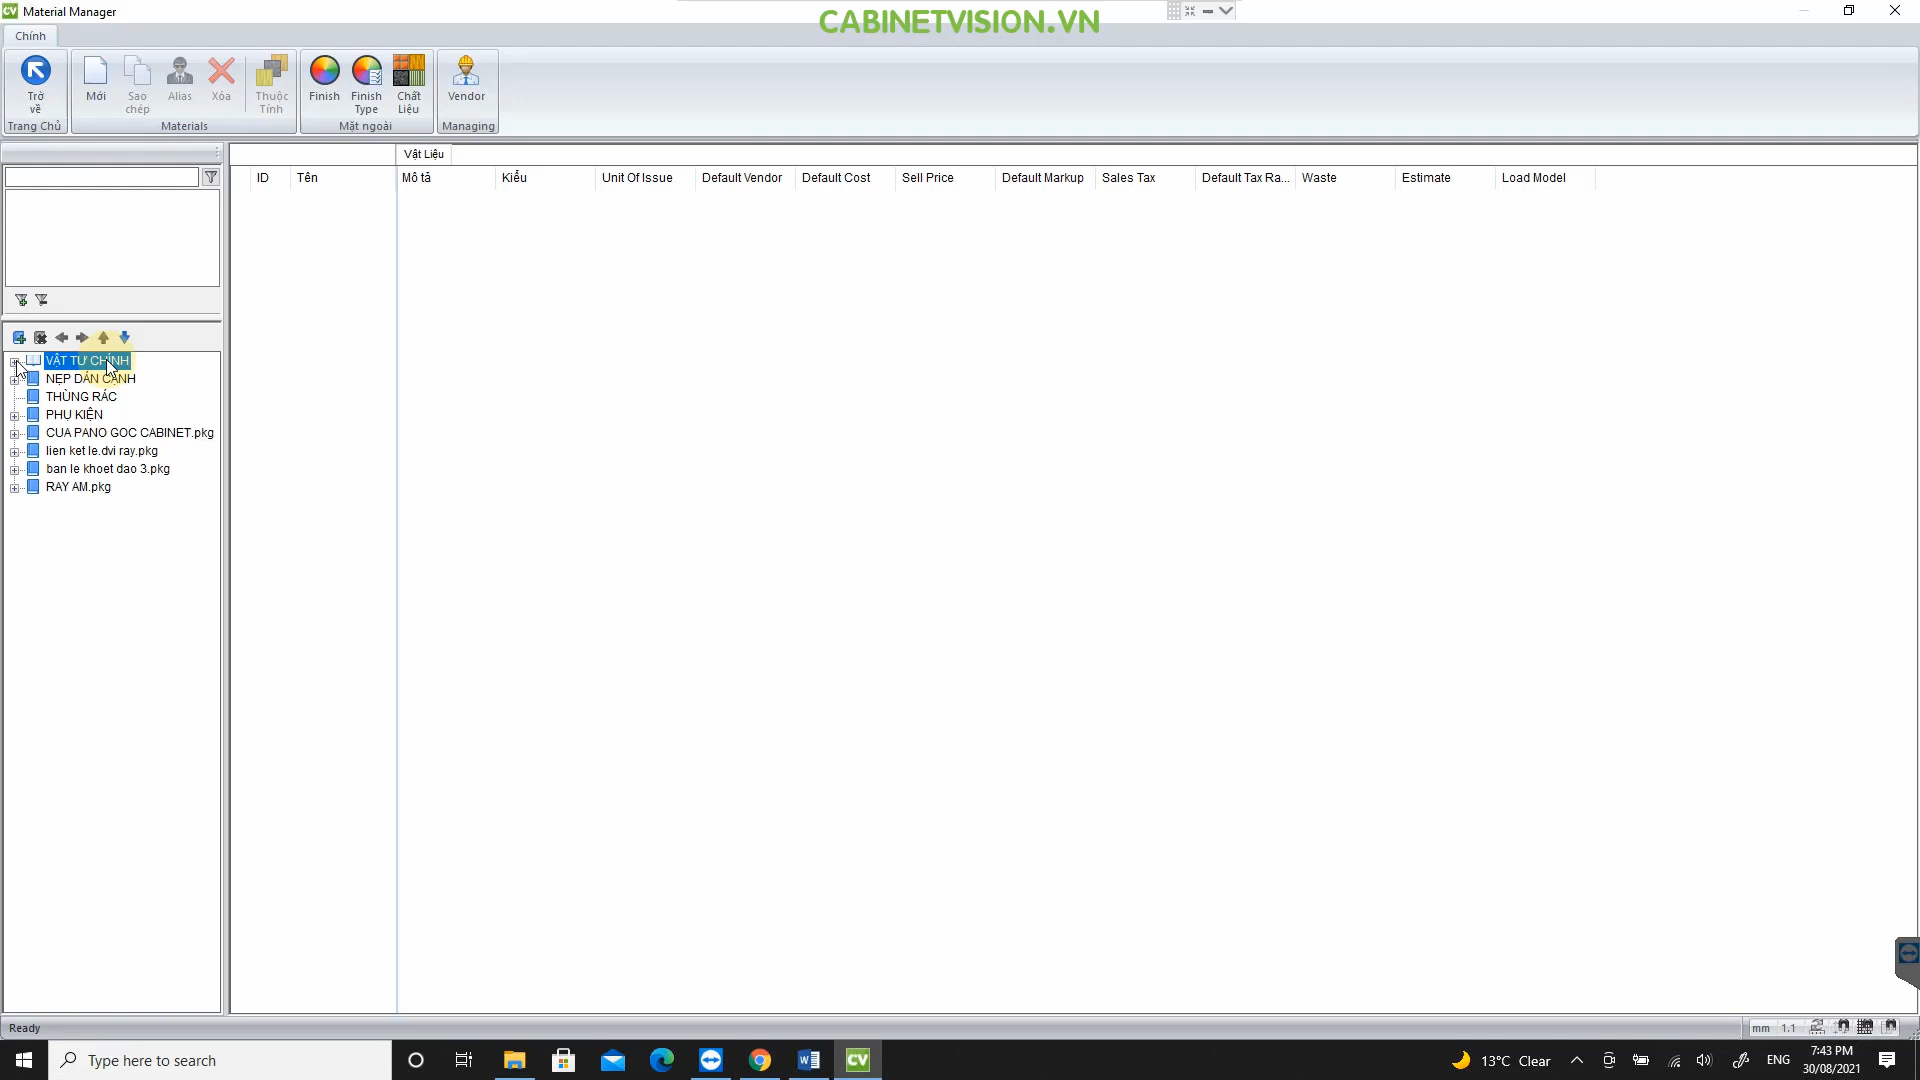 CV Material Manager
CABINETVISION.VN
Chính
Trở về
Mới
Sao chép
Alias
Xóa
Thuộc Tính
Finish
Finish Type
Chất Liệu
Vendor
Trang Chủ
Materials
Mặt ngoài
Managing
Vật Liệu
ID Tên Mô tả Kiểu Unit Of Issue Default Vendor Default Cost Sell Price Default Markup Sales Tax Default Tax Ra... Waste Estimate Load Model
VẬT TƯ CHÍNH
NẸP DÁN CẠNH
THÙNG RÁC
PHỤ KIỆN
CUA PANO GOC CABINET.pkg
lien ket le.dvi ray.pkg
ban le khoet dao 3.pkg
RAY AM.pkg
Ready
mm 1.1
Type here to search
CV
13°C Clear
ENG
7:43 PM
30/08/2021